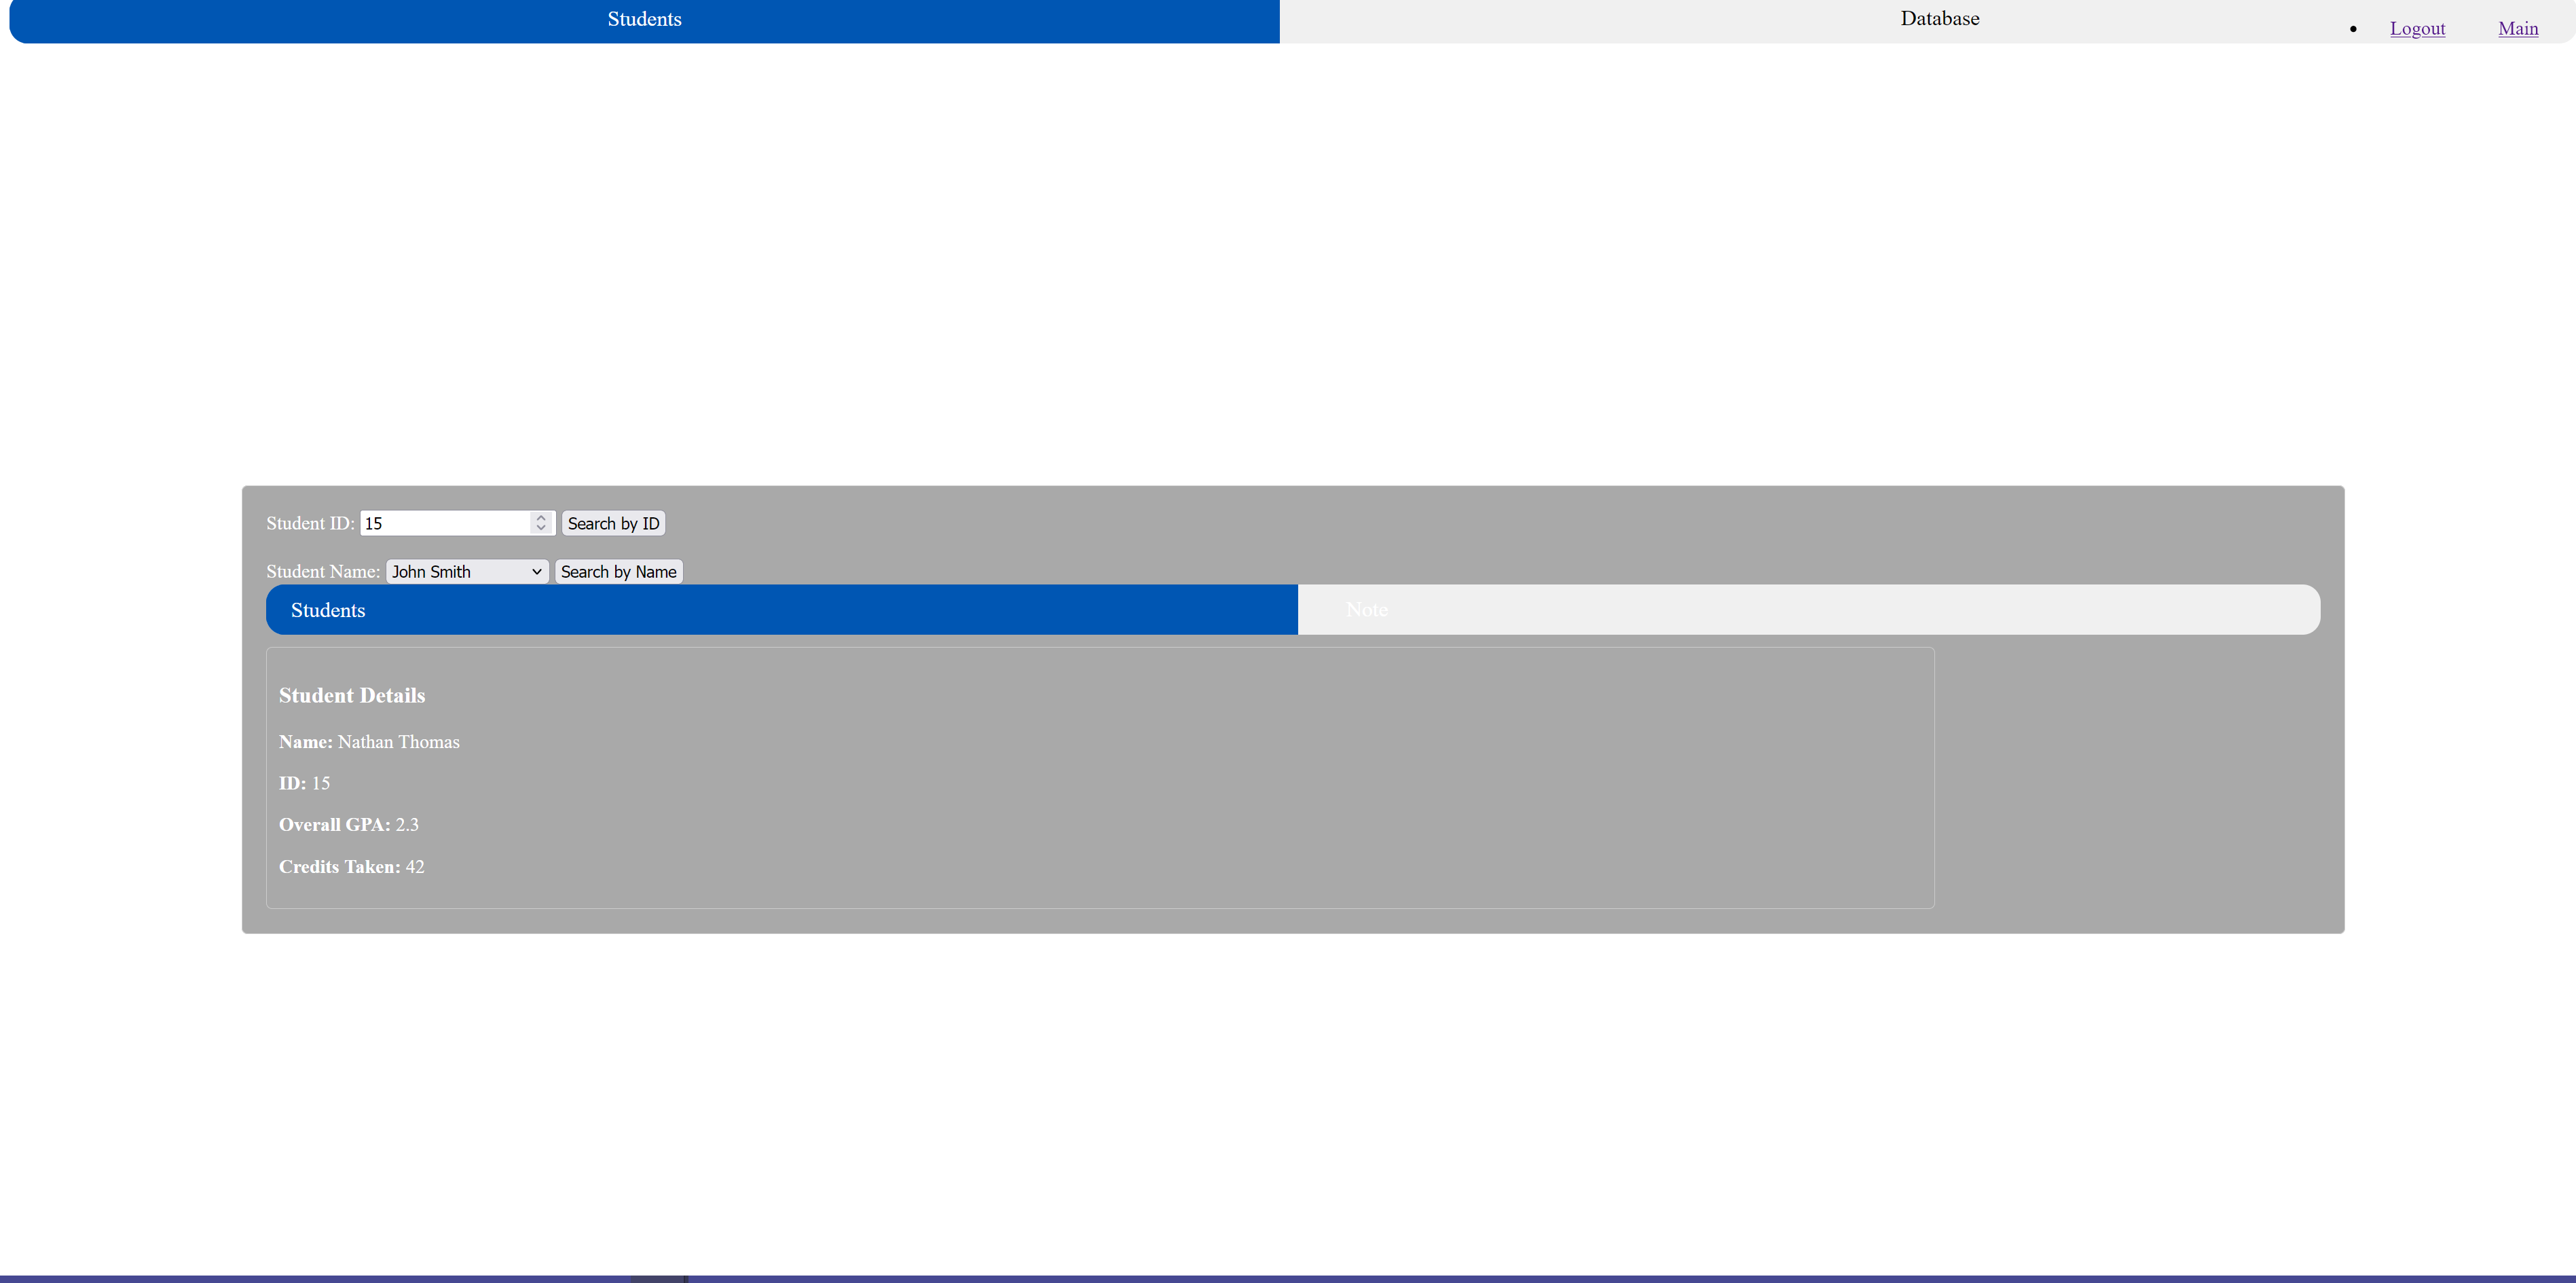 Students Database • Logout Main
Student ID: 15 Search by ID
Student Name: John Smith Search by Name
Students Note
Student Details
Name: Nathan Thomas
ID: 15
Overall GPA: 2.3
Credits Taken: 42